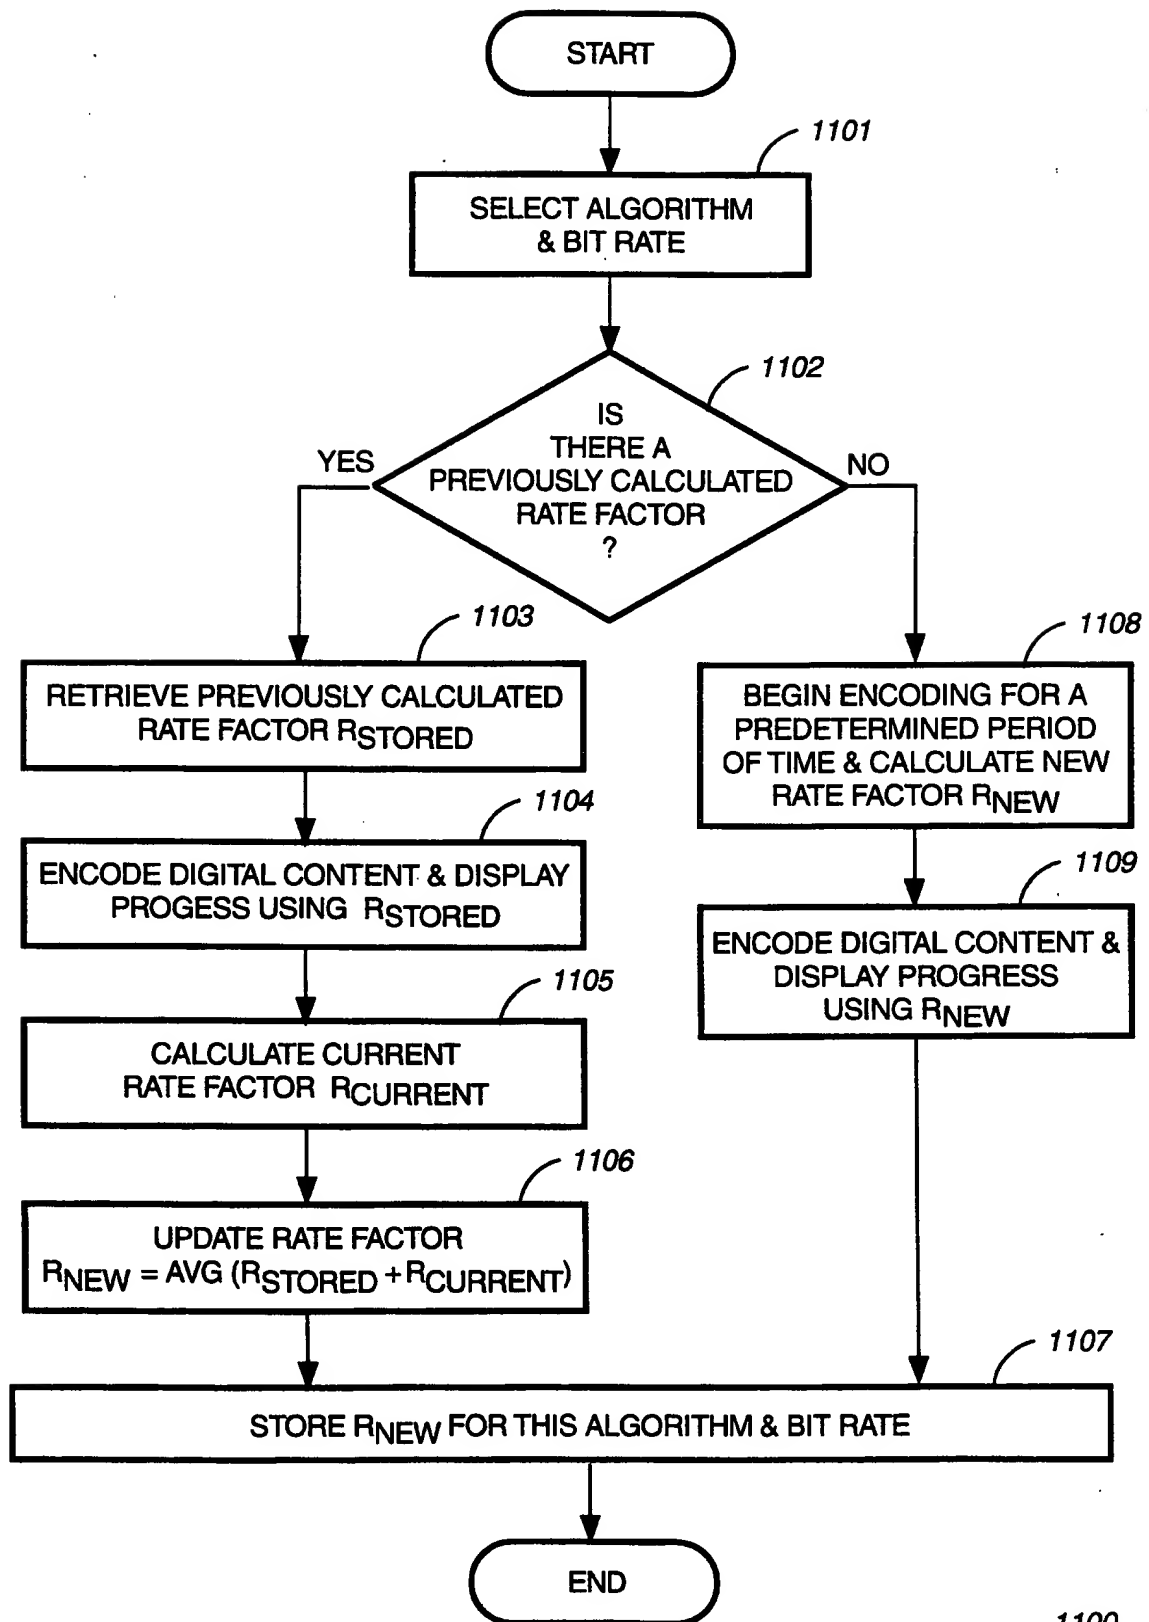 START
1101
SELECT ALGORITHM
& BIT RATE
1102
IS
THERE A
PREVIOUSLY CALCULATED
RATE FACTOR
?
YES
NO
1103
RETRIEVE PREVIOUSLY CALCULATED
RATE FACTOR RSTORED
1104
ENCODE DIGITAL CONTENT & DISPLAY
PROGESS USING RSTORED
1105
CALCULATE CURRENT
RATE FACTOR RCURRENT
1106
UPDATE RATE FACTOR
RNEW = AVG (RSTORED + RCURRENT)
1108
BEGIN ENCODING FOR A
PREDETERMINED PERIOD
OF TIME & CALCULATE NEW
RATE FACTOR RNEW
1109
ENCODE DIGITAL CONTENT &
DISPLAY PROGRESS
USING RNEW
1107
STORE RNEW FOR THIS ALGORITHM & BIT RATE
END
1100